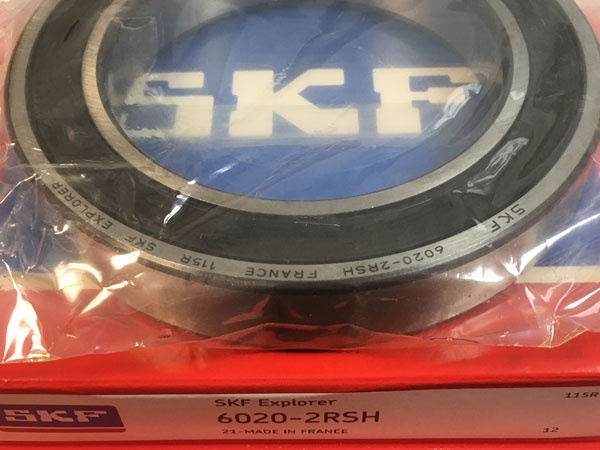 SKF
SKF EXPLORER 115R FRANCE 6020-2RSH SKF
SKF
SKF Explorer
6020-2RSH
21-MADE IN FRANCE
115R
12